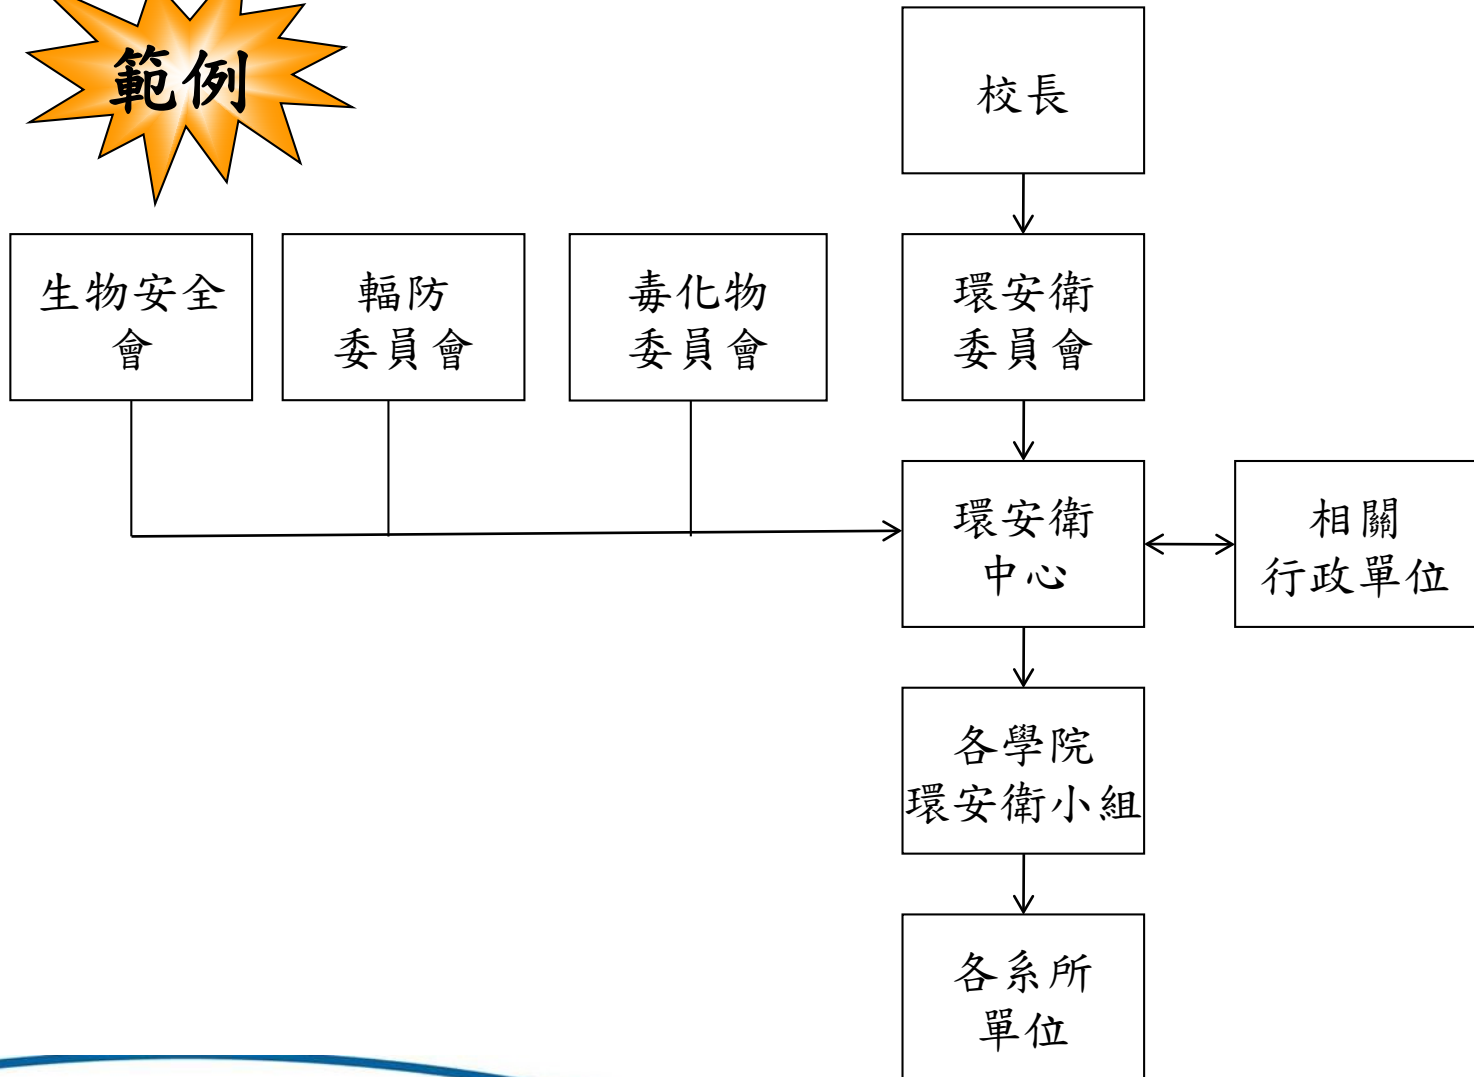 範例
校長
生物安全
會
輻防
委員會
毒化物
委員會
環安衛
委員會
環安衛
中心
相關
行政單位
各學院
環安衛小組
各系所
單位